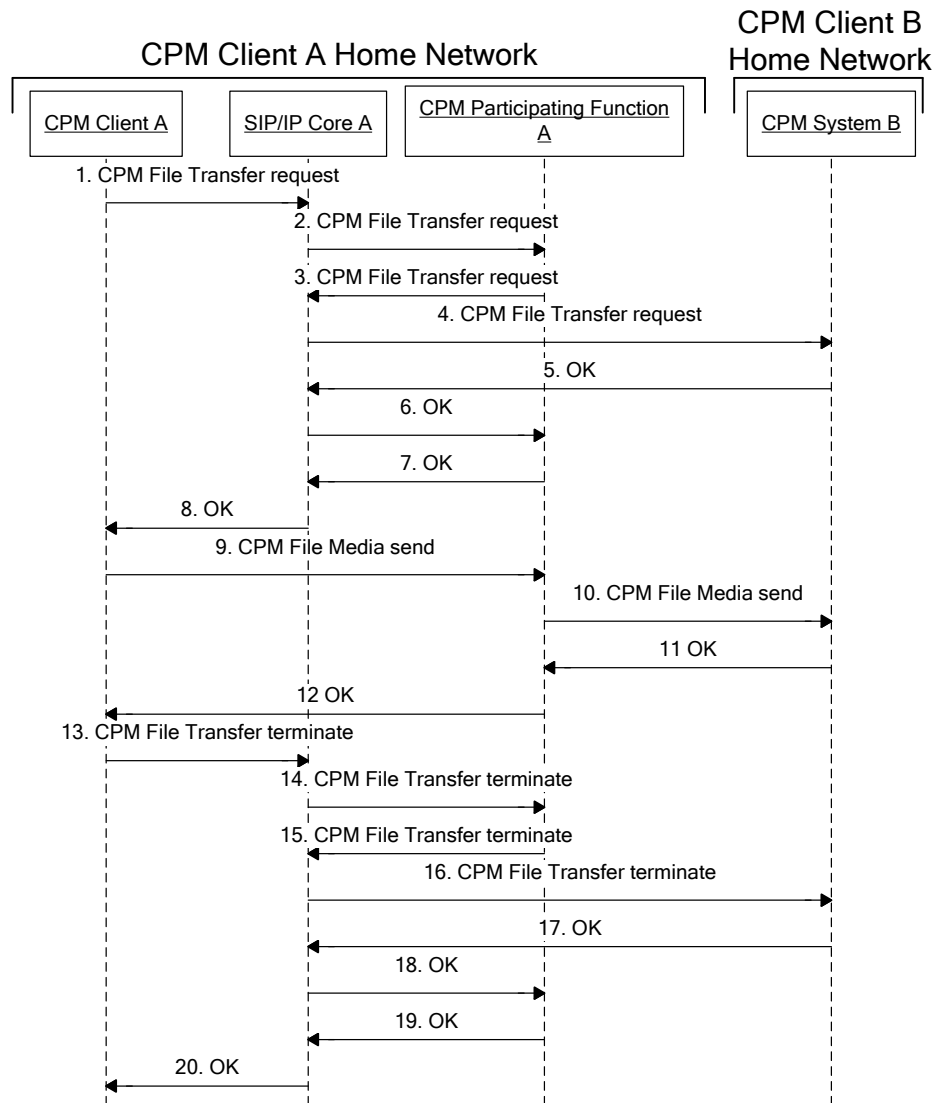 CPM Client A Home Network
CPM Client B
Home Network
CPM Client A
SIP/IP Core A
CPM Participating Function
A
CPM System B
1. CPM File Transfer request
2. CPM File Transfer request
3. CPM File Transfer request
4. CPM File Transfer request
5. OK
6. OK
7. OK
8. OK
9. CPM File Media send
10. CPM File Media send
11 OK
12 OK
13. CPM File Transfer terminate
14. CPM File Transfer terminate
15. CPM File Transfer terminate
16. CPM File Transfer terminate
17. OK
18. OK
19. OK
20. OK